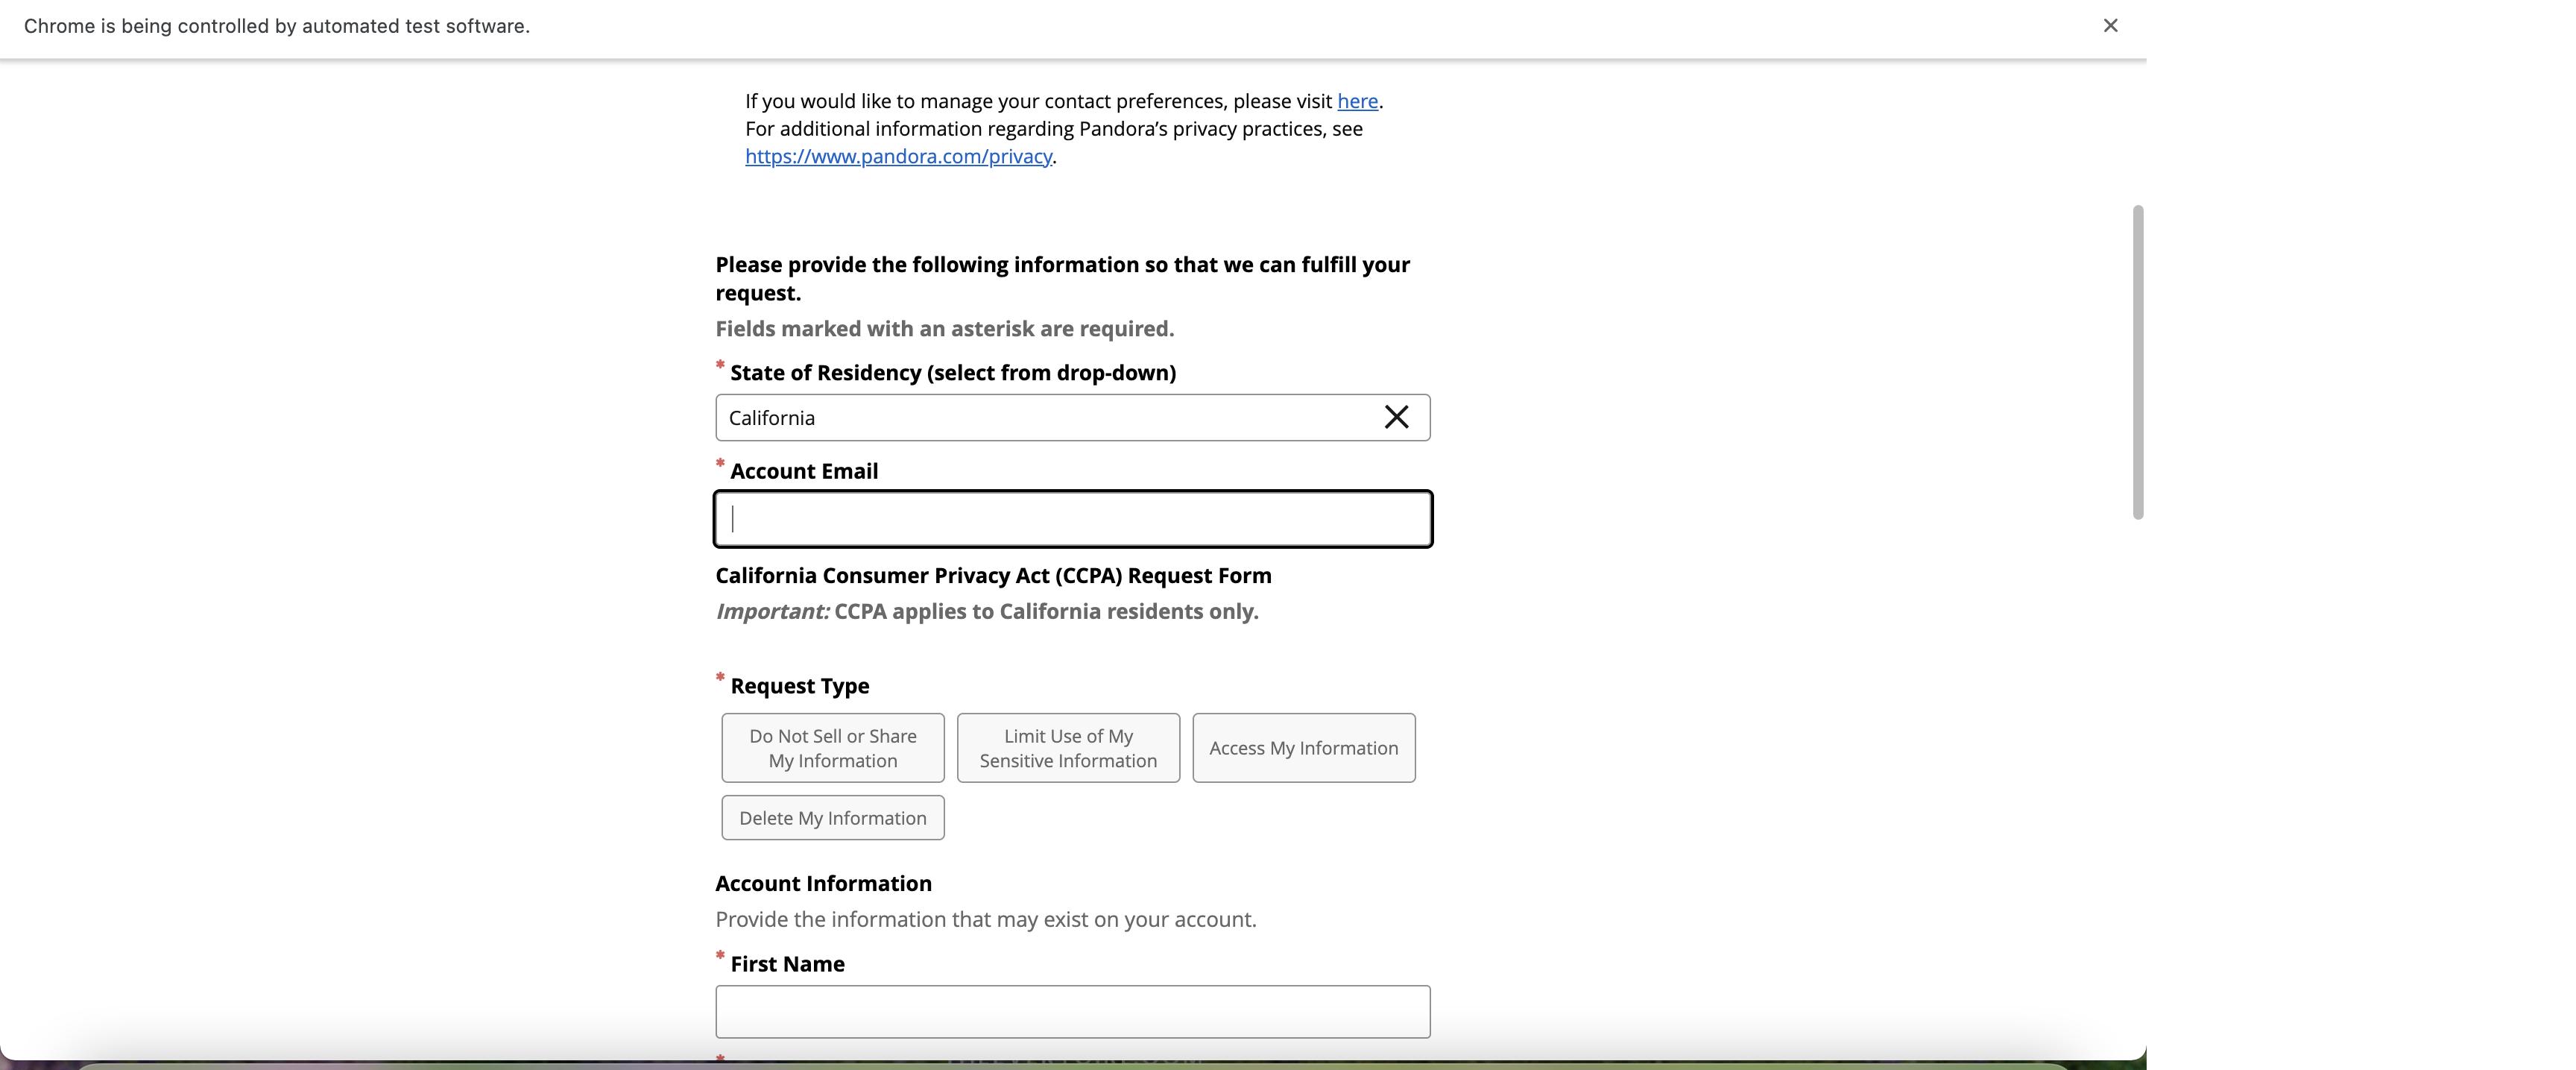 Chrome is being controlled by automated test software.
If you would like to manage your contact preferences, please visit here.
For additional information regarding Pandora’s privacy practices, see
https://www.pandora.com/privacy.
Please provide the following information so that we can fulfill your
request.
Fields marked with an asterisk are required.
* State of Residency (select from drop-down)
California
* Account Email
California Consumer Privacy Act (CCPA) Request Form
Important: CCPA applies to California residents only.
* Request Type
Do Not Sell or Share
My Information
Limit Use of My
Sensitive Information
Access My Information
Delete My Information
Account Information
Provide the information that may exist on your account.
* First Name
*